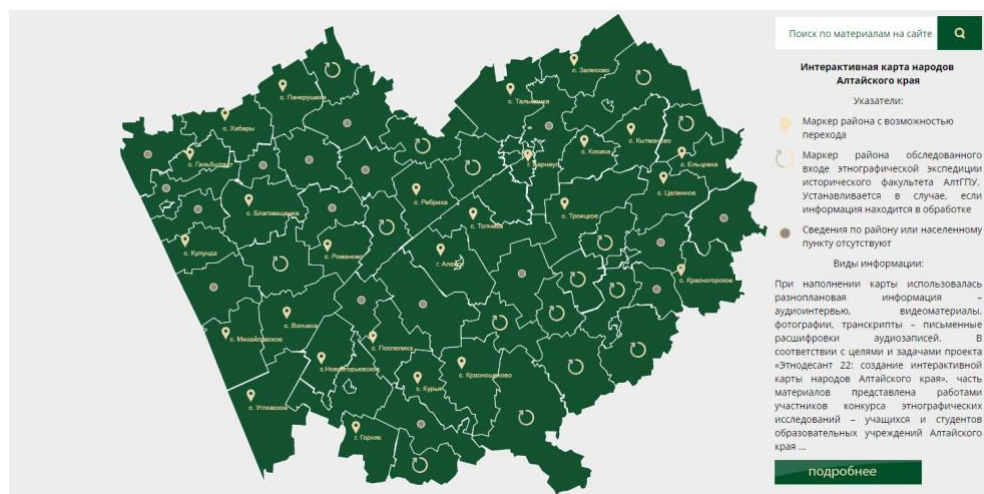 Поиск по материалам на сайте
Интерактивная карта народов
Алтайского края
Указатели:
Маркер района с возможностью
перехода
Маркер района обследованного
входе этнографической экспедиции
исторического факультета АлтГПУ.
Устанавливается в случае, если
информация находится в обработке
Сведения по району или населенному
пункту отсутствуют
Виды информации:
При наполнении карты использовалась
разноплановая информация –
аудиоинтервью, видеоматериалы,
фотографии, транскрипты – письменные
расшифровки аудиозаписей. В
соответствии с целями и задачами проекта
«Этнодесант 22: создание интерактивной
карты народов Алтайского края», часть
материалов представлена работами
участников конкурса этнографических
исследований – учащихся и студентов
образовательных учреждений Алтайского
края ...
подробнее
с. Залесово
с. Панкрушиха
с. Тальменка
с. Хабары
с. Кытманово
с. Косиха
г. Барнаул
с. Гальбштадт
с. Ельцовка
с. Целинное
с. Ребриха
с. Благовещенка
с. Троицкое
с. Топчиха
с. Кулунда
с. Романово
г. Алейск
с. Красногорское
с. Волчиха
с. Михайловское
с. Поспелиха
с. Новоегорьевское
с. Краснощёково
с. Курья
с. Угловское
г. Горняк